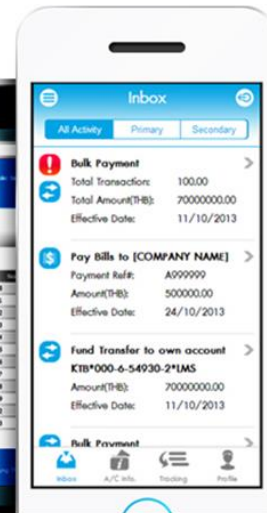 Inbox
All Activity Primary Secondary
Bulk Payment
Total Transaction: 100.00
Total Amount(THB): 70000000.00
Effective Date: 11/10/2013
Pay Bills to [COMPANY NAME]
Payment Ref#: A999999
Amount(THB): 500000.00
Effective Date: 24/10/2013
Fund Transfer to own account
KTB*000-6-54930-2*LMS
Amount(THB): 70000000.00
Effective Date: 11/10/2013
Bulk Payment
Inbox A/C Info. Tracking Profile